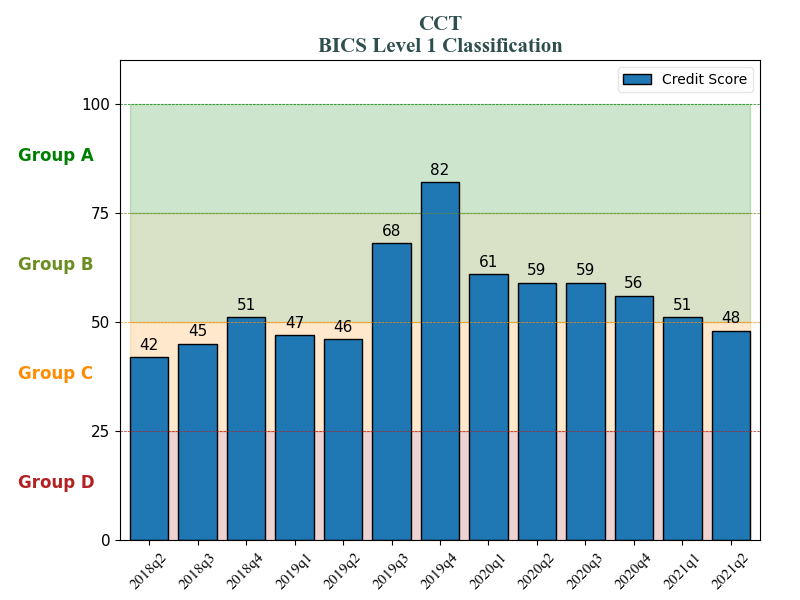 CCT
BICS Level 1 Classification
Credit Score
100
Group A
75
Group B
50
Group C
25
Group D
0
42
45
51
47
46
68
82
61
59
59
56
51
48
2018q2
2018q3
2018q4
2019q1
2019q2
2019q3
2019q4
2020q1
2020q2
2020q3
2020q4
2021q1
2021q2